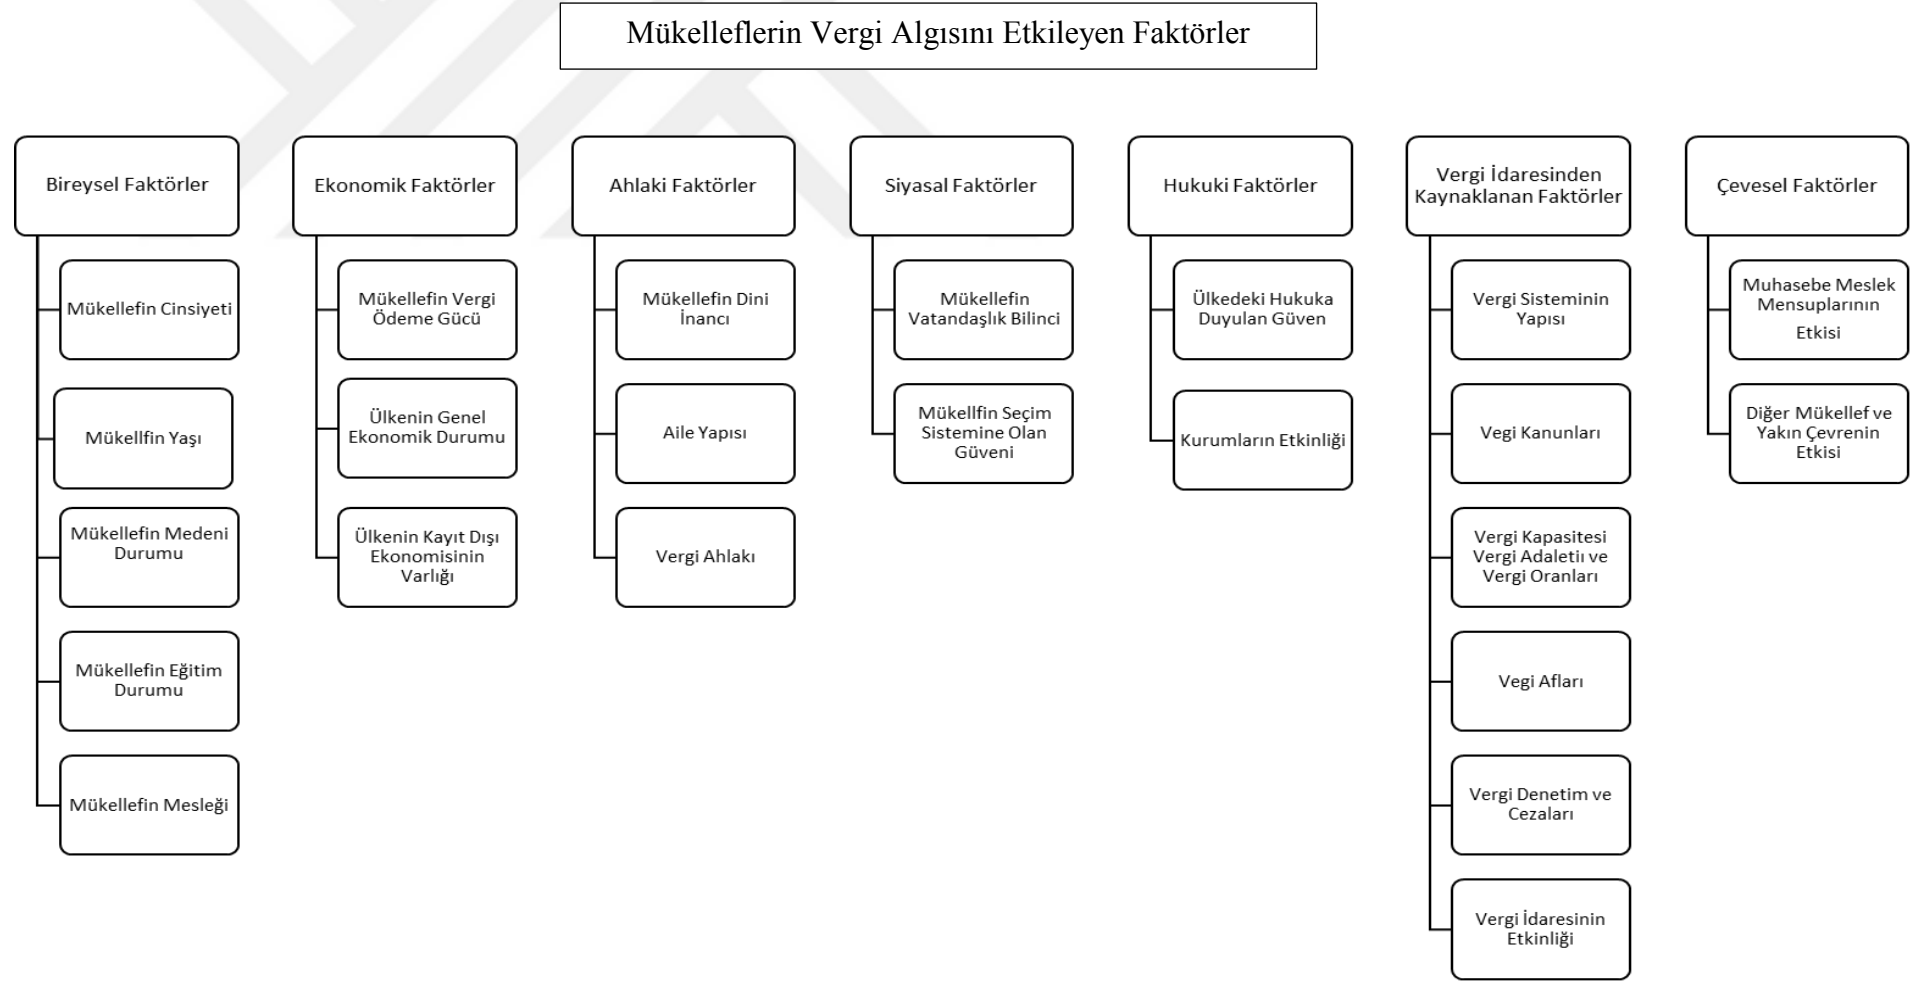 Mükelleflerin Vergi Algısını Etkileyen Faktörler
Bireysel Faktörler
Mükellefin Cinsiyeti
Mükellfin Yaşı
Mükellefin Medeni
Durumu
Mükellefin Eğitim
Durumu
Mükellefin Mesleği
Ekonomik Faktörler
Mükellefin Vergi
Ödeme Gücü
Ülkenin Genel
Ekonomik Durumu
Ülkenin Kayıt Dışı
Ekonomisinin
Varlığı
Ahlaki Faktörler
Mükellefin Dini
İnancı
Aile Yapısı
Vergi Ahlakı
Siyasal Faktörler
Mükellefin
Vatandaşlık Bilinci
Mükellfin Seçim
Sistemine Olan
Güveni
Hukuki Faktörler
Ülkedeki Hukuka
Duyulan Güven
Kurumların Etkinliği
Vergi İdaresinden
Kaynaklanan Faktörler
Vergi Sisteminin
Yapısı
Vegi Kanunları
Vergi Kapasitesi
Vergi Adaletiı ve
Vergi Oranları
Vegi Afları
Vergi Denetim ve
Cezaları
Vergi İdaresinin
Etkinliği
Çevesel Faktörler
Muhasebe Meslek
Mensuplarının
Etkisi
Diğer Mükellef ve
Yakın Çevrenin
Etkisi